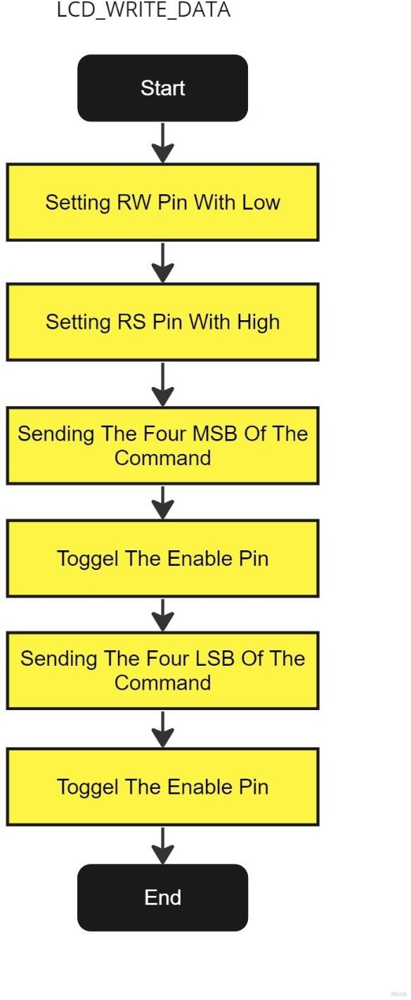 LCD_WRITE_DATA
Start
Setting RW Pin With Low
Setting RS Pin With High
Sending The Four MSB Of The
Command
Toggel The Enable Pin
Sending The Four LSB Of The
Command
Toggel The Enable Pin
End
miro